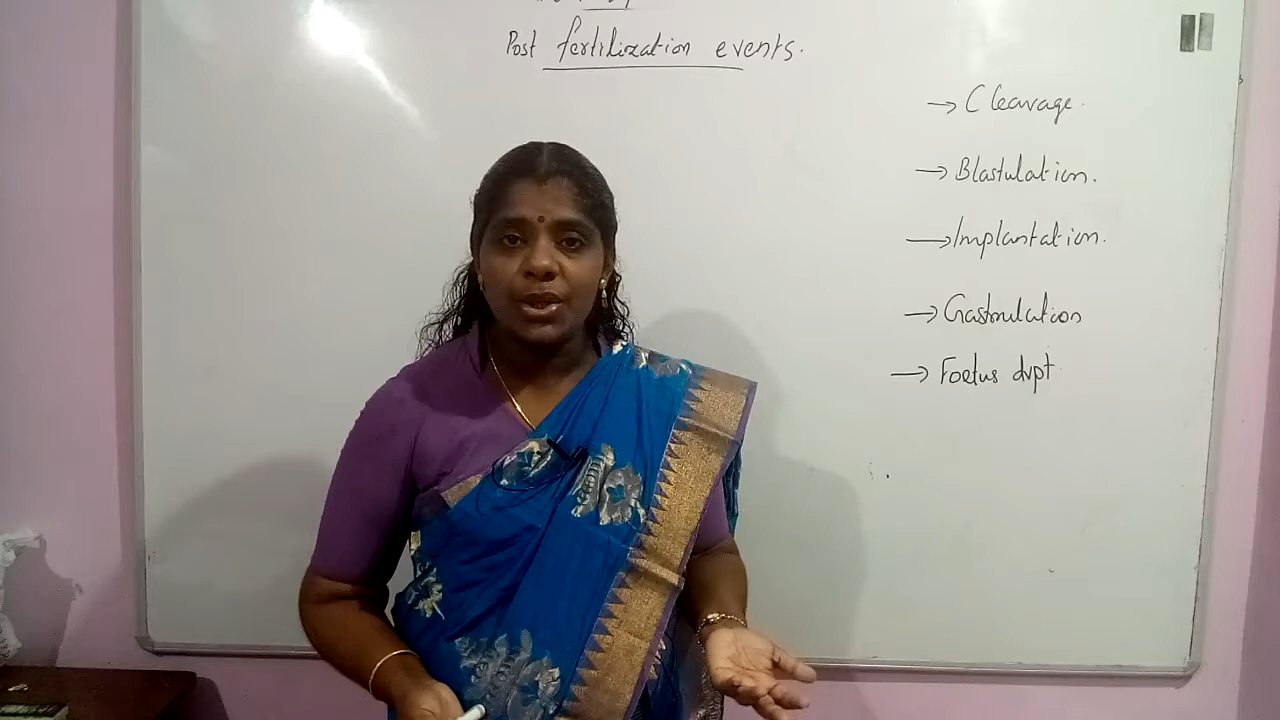 Post fertilization events.
→ Cleavage.
→ Blastulation.
→ Implantation.
→ Gastrulation
→ Foetus dvpt